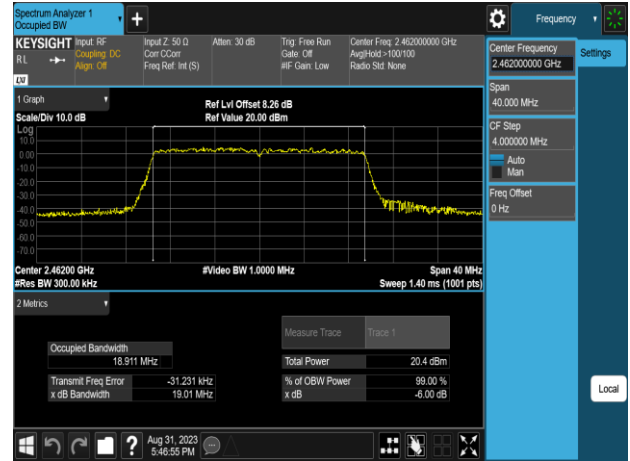 Spectrum Analyzer 1
Occupied BW
Frequency
KEYSIGHT
RL
LXI
Input: RF
Coupling: DC
Align: Off
Input Z: 50 Ω
Corr CCorr
Freq Ref: Int (S)
Atten: 30 dB
Trig: Free Run
Gate: Off
#IF Gain: Low
Center Freq: 2.462000000 GHz
Avg|Hold:>100/100
Radio Std: None
Center Frequency
2.462000000 GHz
Settings
Span
40.000 MHz
CF Step
4.000000 MHz
Auto
Man
Freq Offset
0 Hz
1 Graph
Scale/Div 10.0 dB
Ref Lvl Offset 8.26 dB
Ref Value 20.00 dBm
Log
10.0
0.00
-10.0
-20.0
-30.0
-40.0
-50.0
-60.0
-70.0
Center 2.46200 GHz
#Video BW 1.0000 MHz
Span 40 MHz
#Res BW 300.00 kHz
Sweep 1.40 ms (1001 pts)
2 Metrics
Measure Trace
Trace 1
Occupied Bandwidth
18.911 MHz
Total Power
20.4 dBm
Transmit Freq Error
-31.231 kHz
% of OBW Power
99.00 %
x dB Bandwidth
19.01 MHz
x dB
-6.00 dB
Local
?
Aug 31, 2023
5:46:55 PM